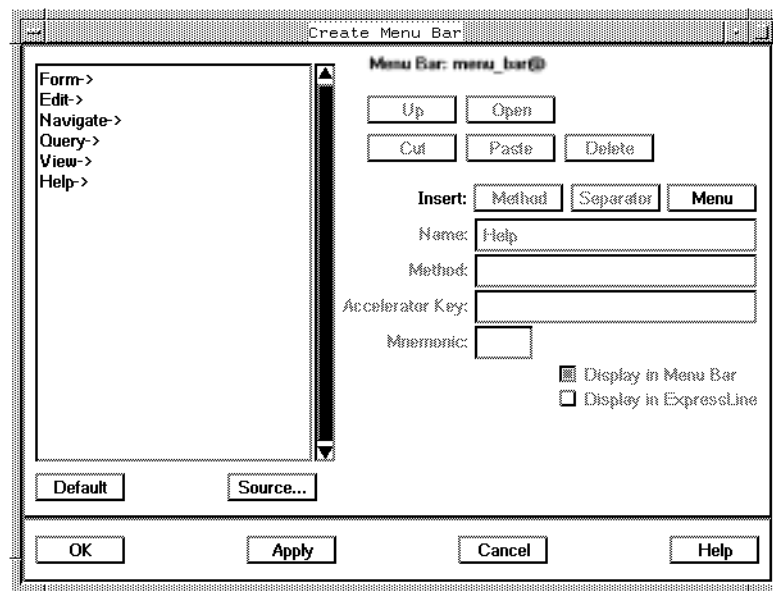 Create Menu Bar
Form->
Edit->
Navigate->
Query->
View->
Help->
Default
Source...
Menu Bar: menu_bar@
Up
Open
Cut
Paste
Delete
Insert: Method Separator Menu
Name: Help
Method:
Accelerator Key:
Mnemonic:
Display in Menu Bar
Display in ExpressLine
OK
Apply
Cancel
Help